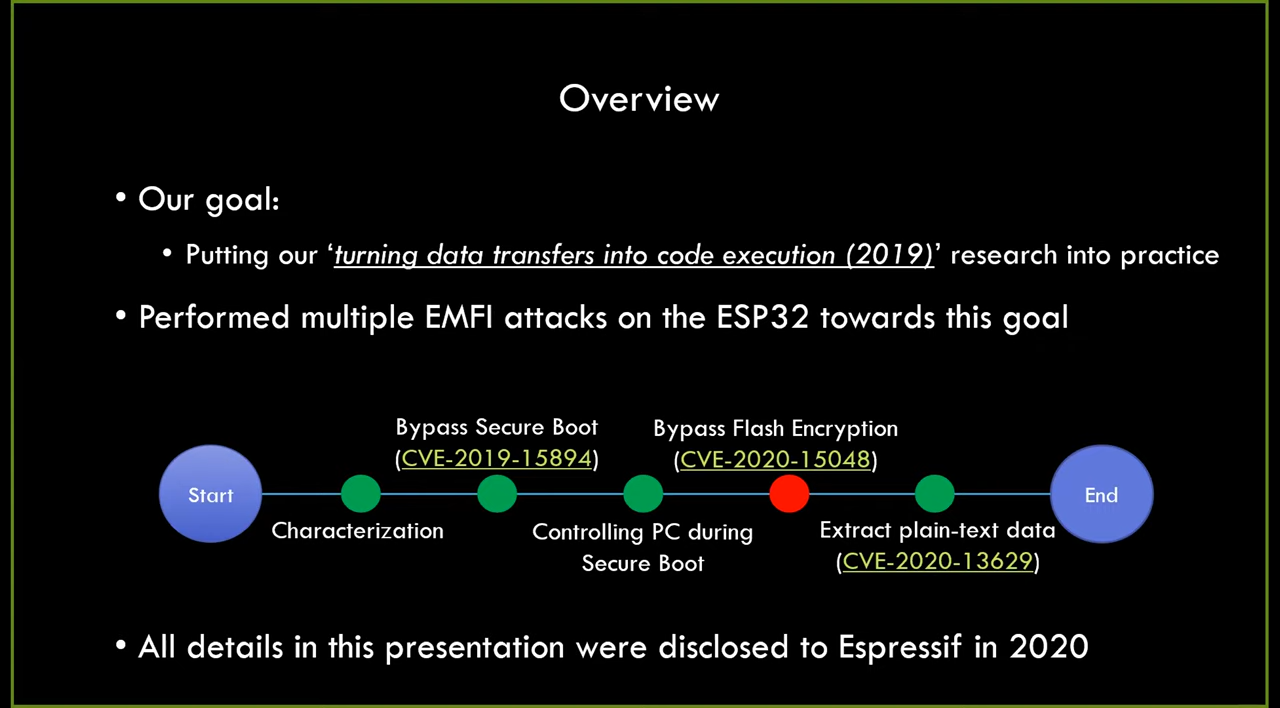 Overview
• Our goal:
• Putting our ‘turning data transfers into code execution (2019)’ research into practice
• Performed multiple EMFI attacks on the ESP32 towards this goal
Bypass Secure Boot
(CVE-2019-15894)
Bypass Flash Encryption
(CVE-2020-15048)
Start
End
Characterization
Controlling PC during
Secure Boot
Extract plain-text data
(CVE-2020-13629)
• All details in this presentation were disclosed to Espressif in 2020